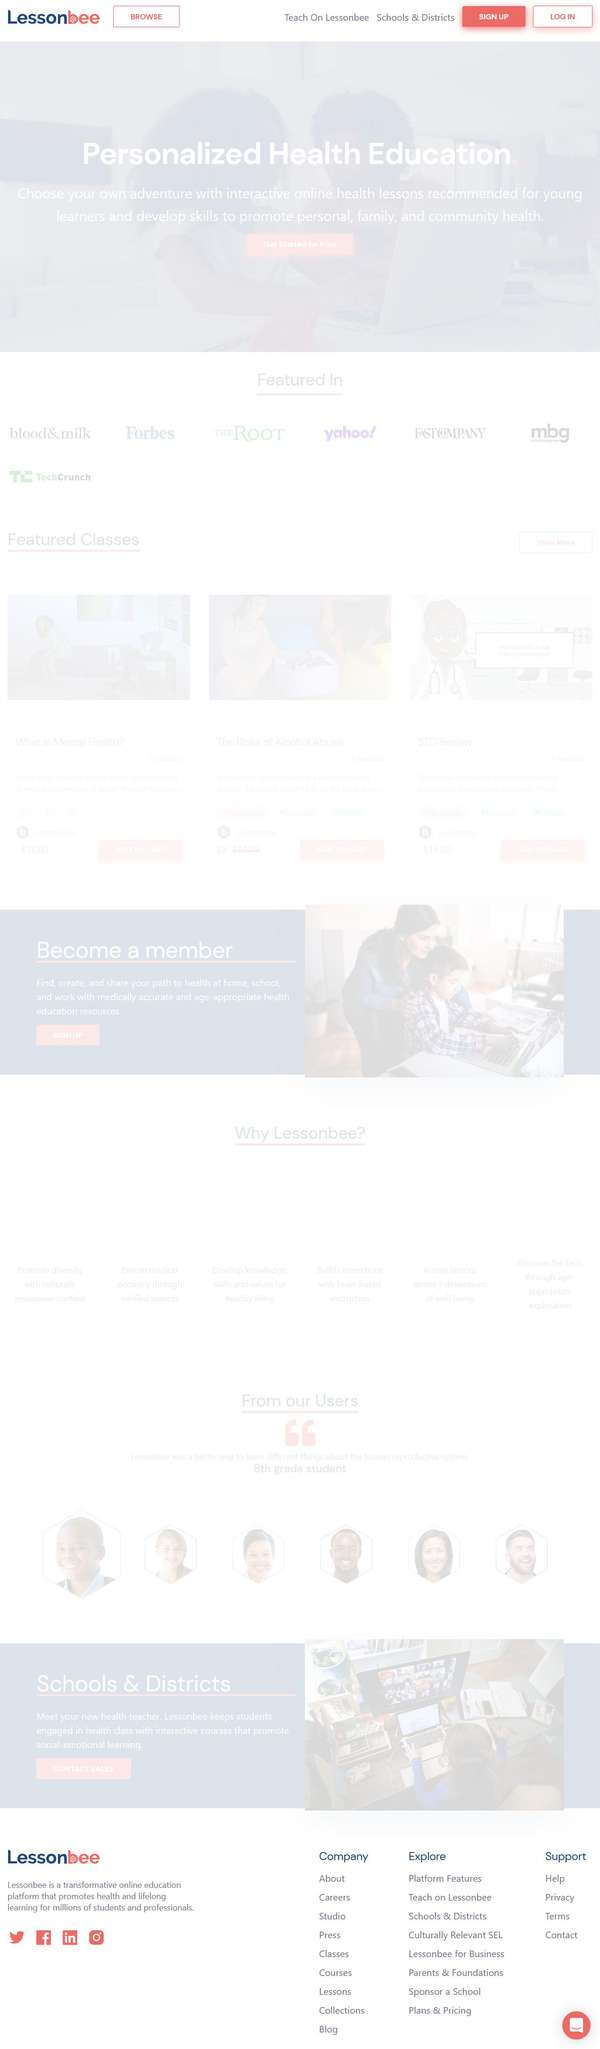 Lessonbee
BROWSE
Teach On Lessonbee
Schools & Districts
SIGN UP
LOG IN
Personalized Health Education
Choose your own adventure with interactive online health lessons recommended for young
learners and develop skills to promote personal, family, and community health.
Get Started for Free
Featured In
blood&milk
Forbes
THE ROOT
yahoo!
FAST COMPANY
mbg
TechCrunch
Featured Classes
View More
What is Mental Health?
The Risks of Alcohol Abuse
Become a member
Find, create, and share your path to health at home, school,
and work with medically accurate and age-appropriate health
education resources.
SIGN UP
Why Lessonbee?
Promote diversity
with culturally
responsive content
Ensure medical
accuracy through
verified sources
Develop knowledge,
skills and values for
healthy living
Build connections
with team-based
instruction
Access lessons
across 7 dimensions
of well-being
Discover the facts
through age-
appropriate
exploration
From our Users
Lessonbee was a better way to learn different things about the human reproductive system.
8th grade student
Schools & Districts
Meet your new health teacher. Lessonbee keeps students
engaged in health class with interactive courses that promote
social-emotional learning.
CONTACT SALES
Lessonbee
Lessonbee is a transformative online education
platform that promotes health and lifelong
learning for millions of students and professionals.
Company
About
Careers
Studio
Press
Classes
Courses
Lessons
Collections
Blog
Explore
Platform Features
Teach on Lessonbee
Schools & Districts
Culturally Relevant SEL
Lessonbee for Business
Parents & Foundations
Sponsor a School
Plans & Pricing
Support
Help
Privacy
Terms
Contact